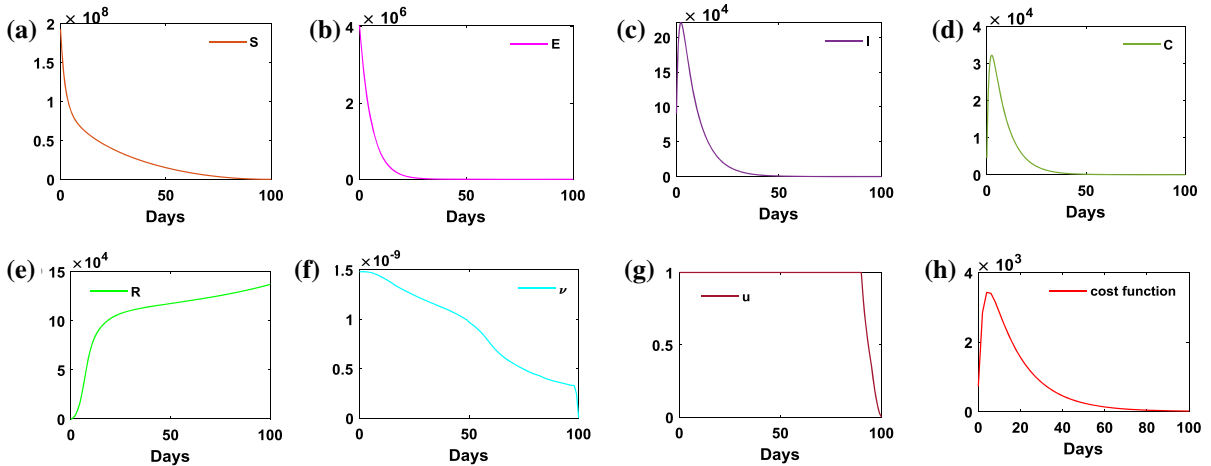 (a)
× 10^8
2
1.5
1
0.5
0
0
50
100
Days
S
(b)
× 10^6
4
2
0
0
50
100
Days
E
(c)
× 10^4
20
15
10
5
0
0
50
100
Days
I
(d)
× 10^4
4
3
2
1
0
0
50
100
Days
C
(e)
× 10^4
15
10
5
0
0
50
100
Days
R
(f)
× 10^-9
1.5
1
0.5
0
0
50
100
Days
ν
(g)
1
0.5
0
0
50
100
Days
u
(h)
× 10^3
4
2
0
0
20
40
60
80
100
Days
cost function